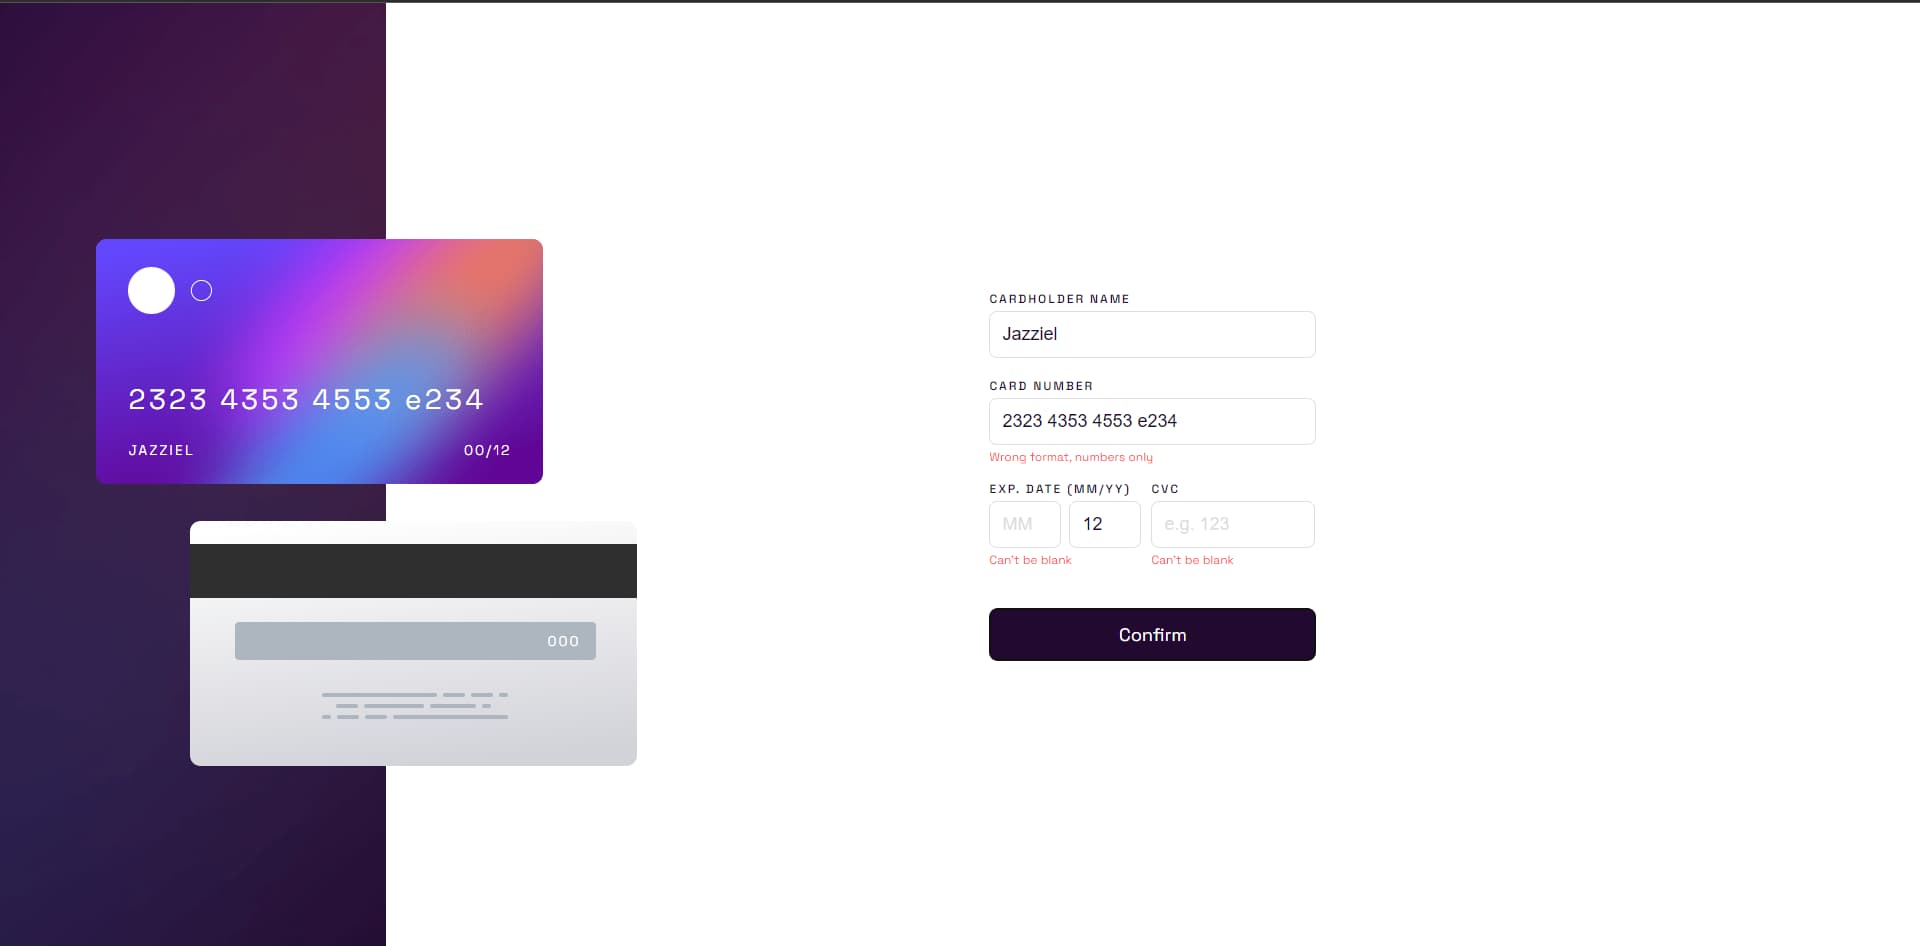 2323 4353 4553 e234
JAZZIEL 00/12
000
CARDHOLDER NAME
Jazziel
CARD NUMBER
2323 4353 4553 e234
Wrong format, numbers only
EXP. DATE (MM/YY) CVC
MM 12 e.g. 123
Can't be blank Can't be blank
Confirm